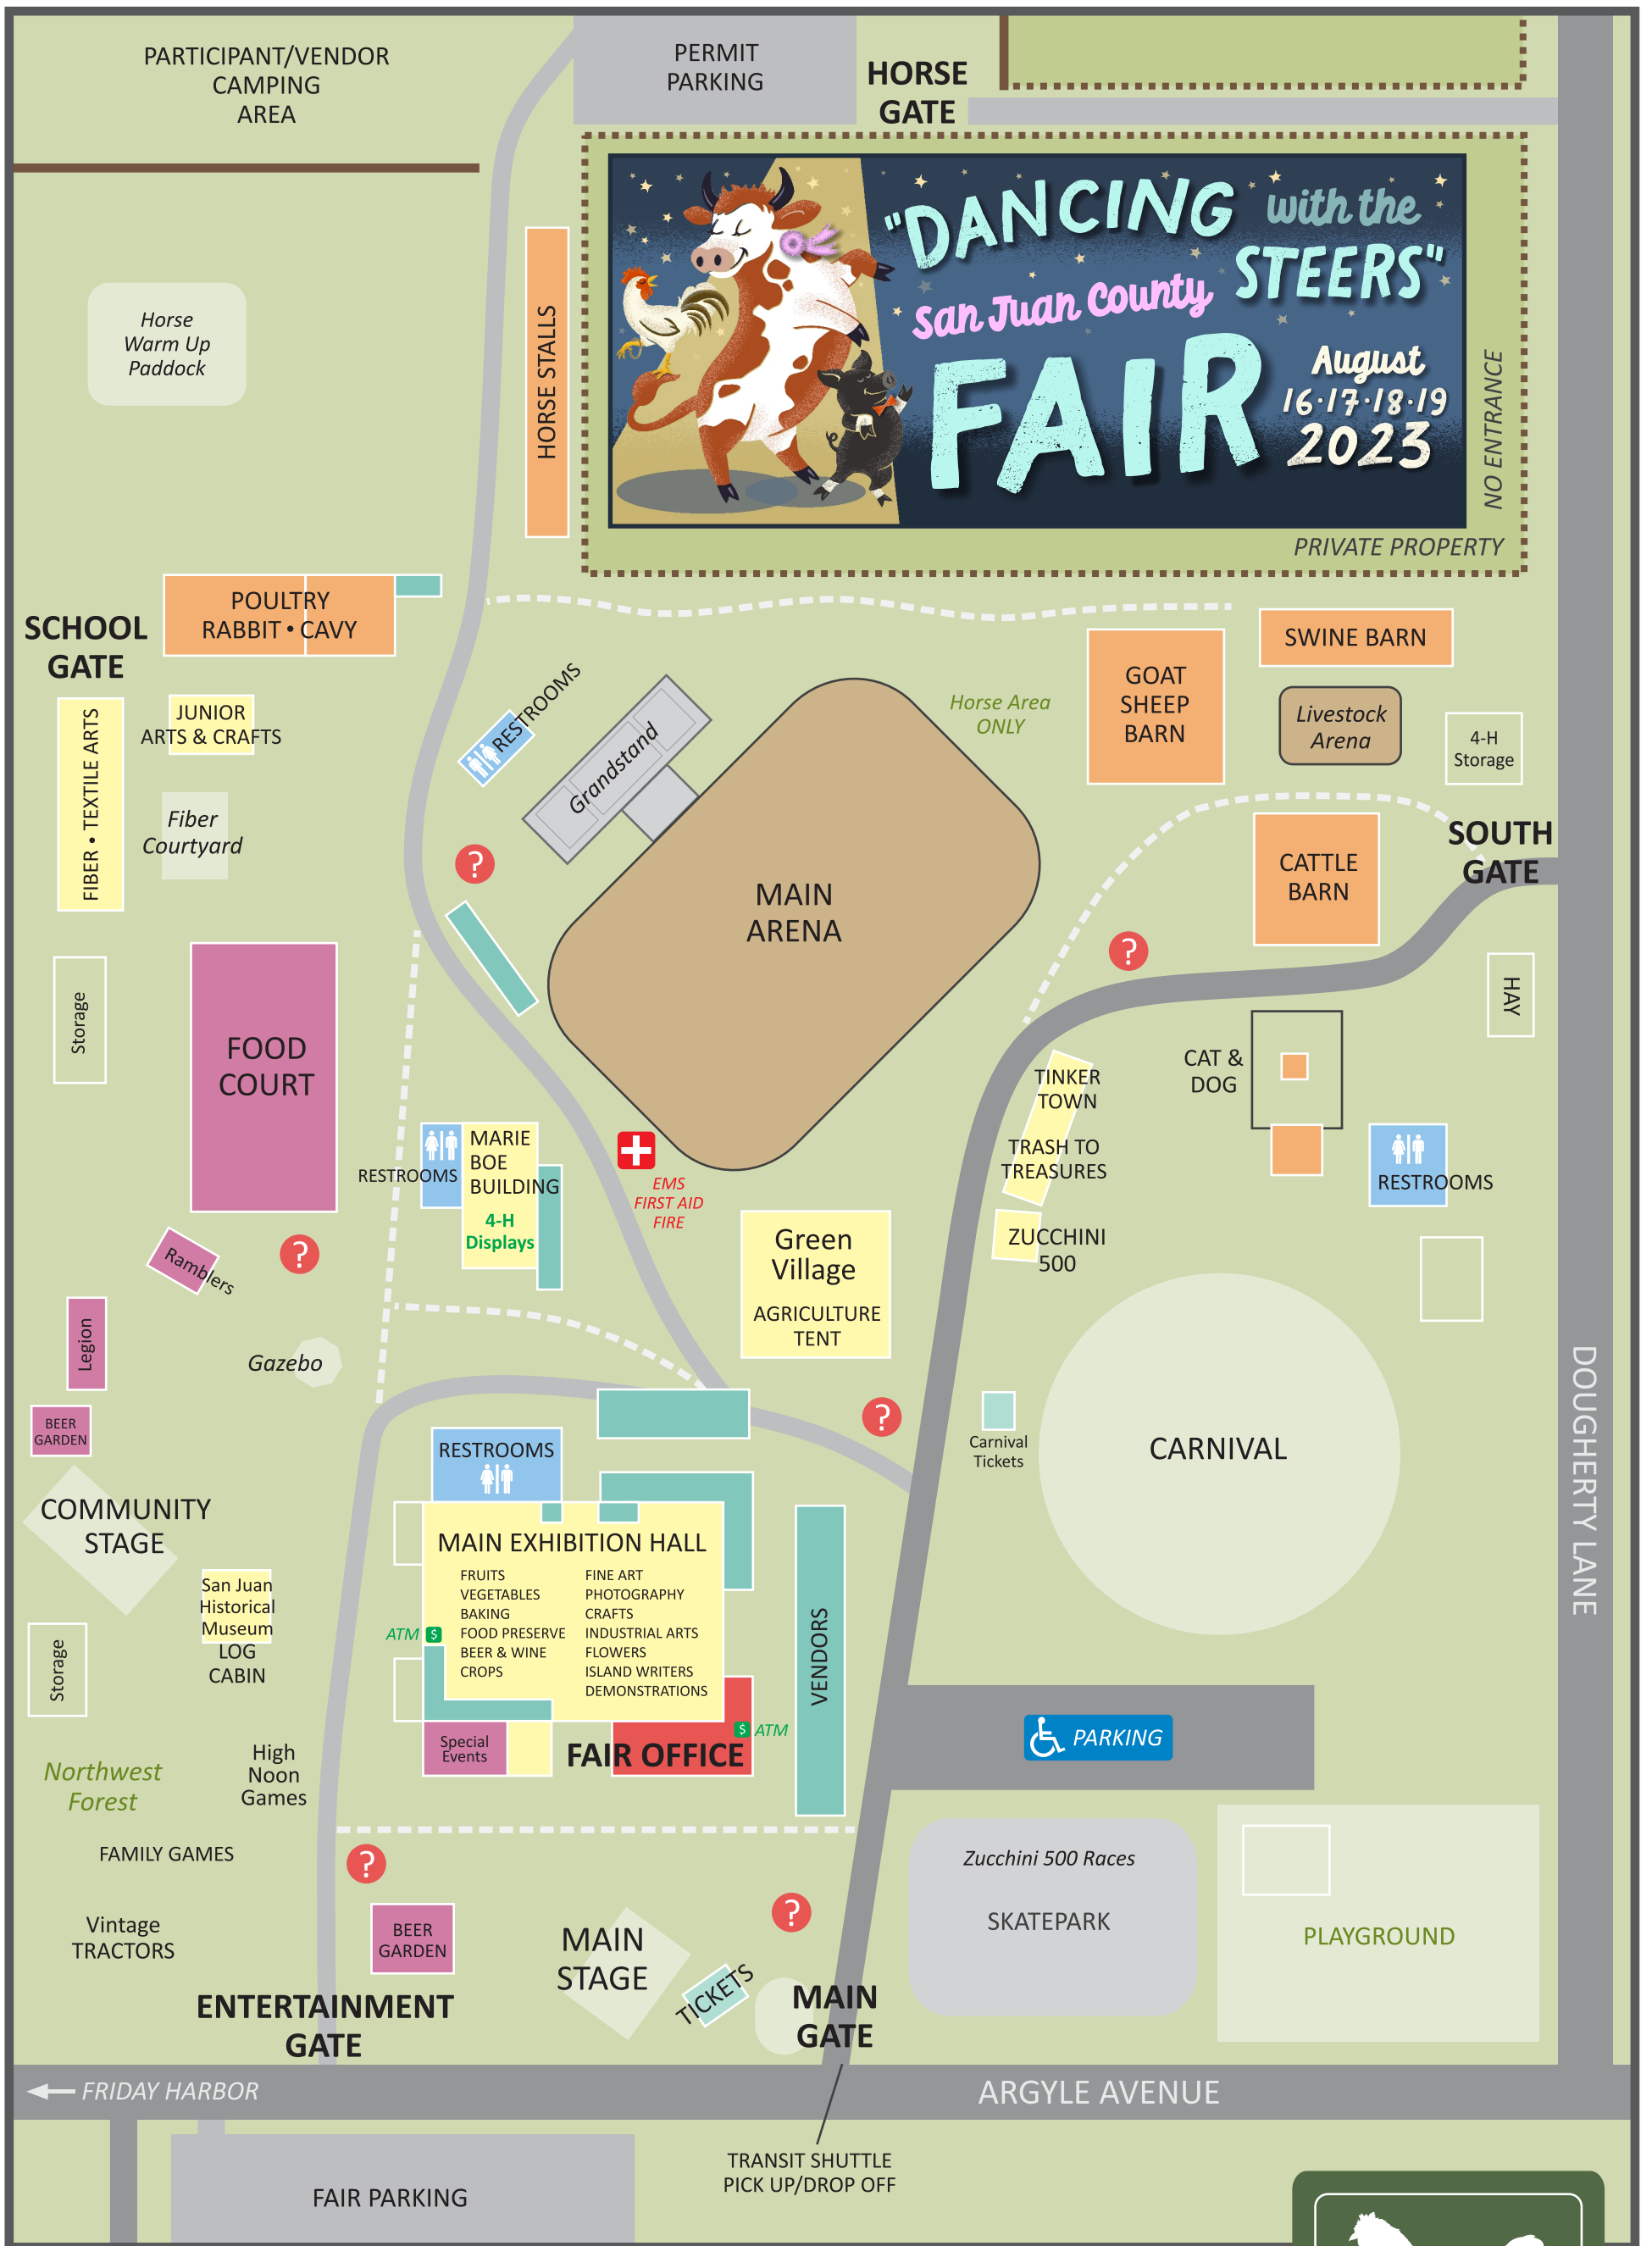 PARTICIPANT/VENDOR
CAMPING
AREA
PERMIT
PARKING
HORSE
GATE
"DANCING with the
STEERS"
San Juan County
FAIR
August
16·17·18·19
2023
NO ENTRANCE
PRIVATE PROPERTY
Horse
Warm Up
Paddock
HORSE STALLS
POULTRY
RABBIT • CAVY
SCHOOL
GATE
FIBER • TEXTILE ARTS
JUNIOR
ARTS & CRAFTS
Fiber
Courtyard
RESTROOMS
Grandstand
?
Horse Area
ONLY
GOAT
SHEEP
BARN
SWINE BARN
Livestock
Arena
4-H
Storage
SOUTH
GATE
CATTLE
BARN
MAIN
ARENA
?
HAY
Storage
FOOD
COURT
CAT &
DOG
TINKER
TOWN
TRASH TO
TREASURES
RESTROOMS
ZUCCHINI
500
RESTROOMS
MARIE
BOE
BUILDING
4-H
Displays
EMS
FIRST AID
FIRE
Green
Village
AGRICULTURE
TENT
Ramblers
?
Legion
Gazebo
BEER
GARDEN
COMMUNITY
STAGE
?
Carnival
Tickets
CARNIVAL
DOUGHERTY LANE
RESTROOMS
MAIN EXHIBITION HALL
FRUITS
VEGETABLES
BAKING
FOOD PRESERVE
BEER & WINE
CROPS
FINE ART
PHOTOGRAPHY
CRAFTS
INDUSTRIAL ARTS
FLOWERS
ISLAND WRITERS
DEMONSTRATIONS
ATM $
VENDORS
San Juan
Historical
Museum
LOG
CABIN
Storage
Special
Events
FAIR OFFICE
$ ATM
PARKING
Northwest
Forest
High
Noon
Games
FAMILY GAMES
?
Vintage
TRACTORS
BEER
GARDEN
MAIN
STAGE
?
TICKETS
Zucchini 500 Races
SKATEPARK
PLAYGROUND
ENTERTAINMENT
GATE
MAIN
GATE
FRIDAY HARBOR
ARGYLE AVENUE
TRANSIT SHUTTLE
PICK UP/DROP OFF
FAIR PARKING